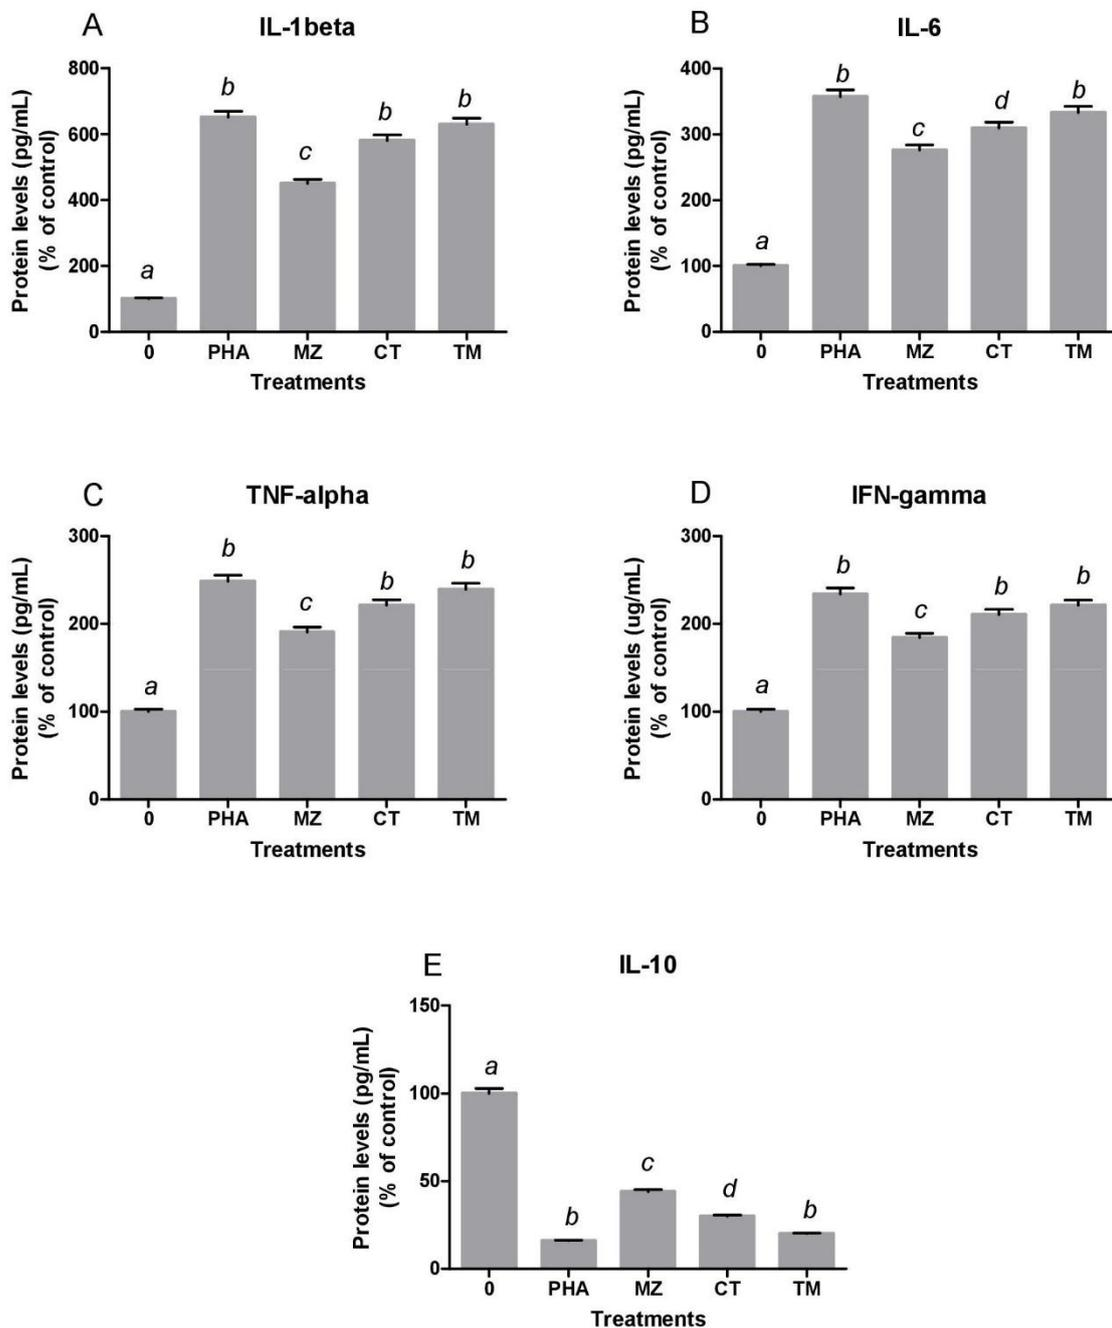 A
IL-1beta
Protein levels (pg/mL)
(% of control)
800
600
400
200
0
a
b
c
b
b
0 PHA MZ CT TM
Treatments
B
IL-6
Protein levels (pg/mL)
(% of control)
400
300
200
100
0
a
b
c
d
b
0 PHA MZ CT TM
Treatments
C
TNF-alpha
Protein levels (pg/mL)
(% of control)
300
200
100
0
a
b
c
b
b
0 PHA MZ CT TM
Treatments
D
IFN-gamma
Protein levels (ug/mL)
(% of control)
300
200
100
0
a
b
c
b
b
0 PHA MZ CT TM
Treatments
E
IL-10
Protein levels (pg/mL)
(% of control)
150
100
50
0
a
b
c
d
b
0 PHA MZ CT TM
Treatments